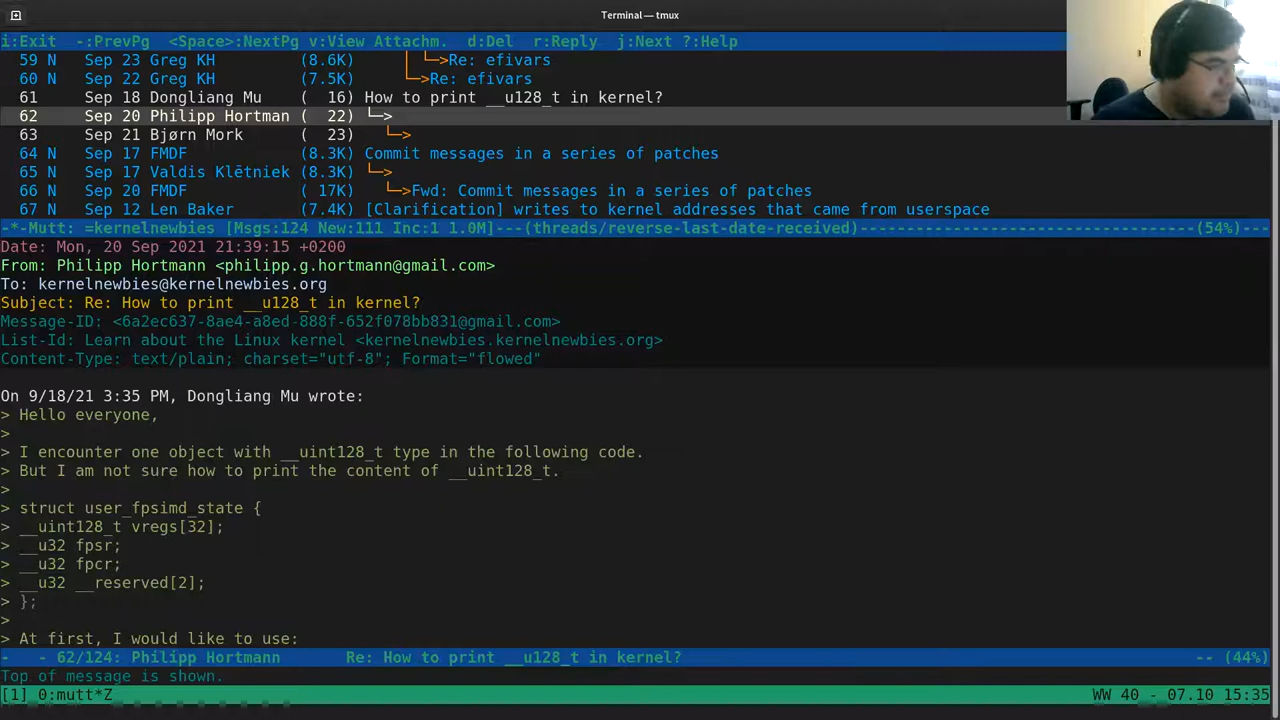 Terminal — tmux
i:Exit -:PrevPg <Space>:NextPg v:View Attachm. d:Del r:Reply j:Next ?:Help
59 N Sep 23 Greg KH (8.6K) │ └─>Re: efivars
60 N Sep 22 Greg KH (7.5K) └─>Re: efivars
61 Sep 18 Dongliang Mu ( 16) How to print __u128_t in kernel?
62 Sep 20 Philipp Hortman ( 22) └─>
63 Sep 21 Bjørn Mork ( 23) └─>
64 N Sep 17 FMDF (8.3K) Commit messages in a series of patches
65 N Sep 17 Valdis Klētniek (8.3K) └─>
66 N Sep 20 FMDF ( 17K) └─>Fwd: Commit messages in a series of patches
67 N Sep 12 Len Baker (7.4K) [Clarification] writes to kernel addresses that came from userspace
-*-Mutt: =kernelnewbies [Msgs:124 New:111 Inc:1 1.0M]---(threads/reverse-last-date-received)------------------------------------(54%)---
Date: Mon, 20 Sep 2021 21:39:15 +0200
From: Philipp Hortmann <philipp.g.hortmann@gmail.com>
To: kernelnewbies@kernelnewbies.org
Subject: Re: How to print __u128_t in kernel?
Message-ID: <6a2ec637-8ae4-a8ed-888f-652f078bb831@gmail.com>
List-Id: Learn about the Linux kernel <kernelnewbies.kernelnewbies.org>
Content-Type: text/plain; charset="utf-8"; Format="flowed"
On 9/18/21 3:35 PM, Dongliang Mu wrote:
> Hello everyone,
>
> I encounter one object with __uint128_t type in the following code.
> But I am not sure how to print the content of __uint128_t.
>
> struct user_fpsimd_state {
> __uint128_t vregs[32];
> __u32 fpsr;
> __u32 fpcr;
> __u32 __reserved[2];
> };
>
> At first, I would like to use:
- - 62/124: Philipp Hortmann Re: How to print __u128_t in kernel? -- (44%)
Top of message is shown.
[1] 0:mutt*Z WW 40 - 07.10 15:35